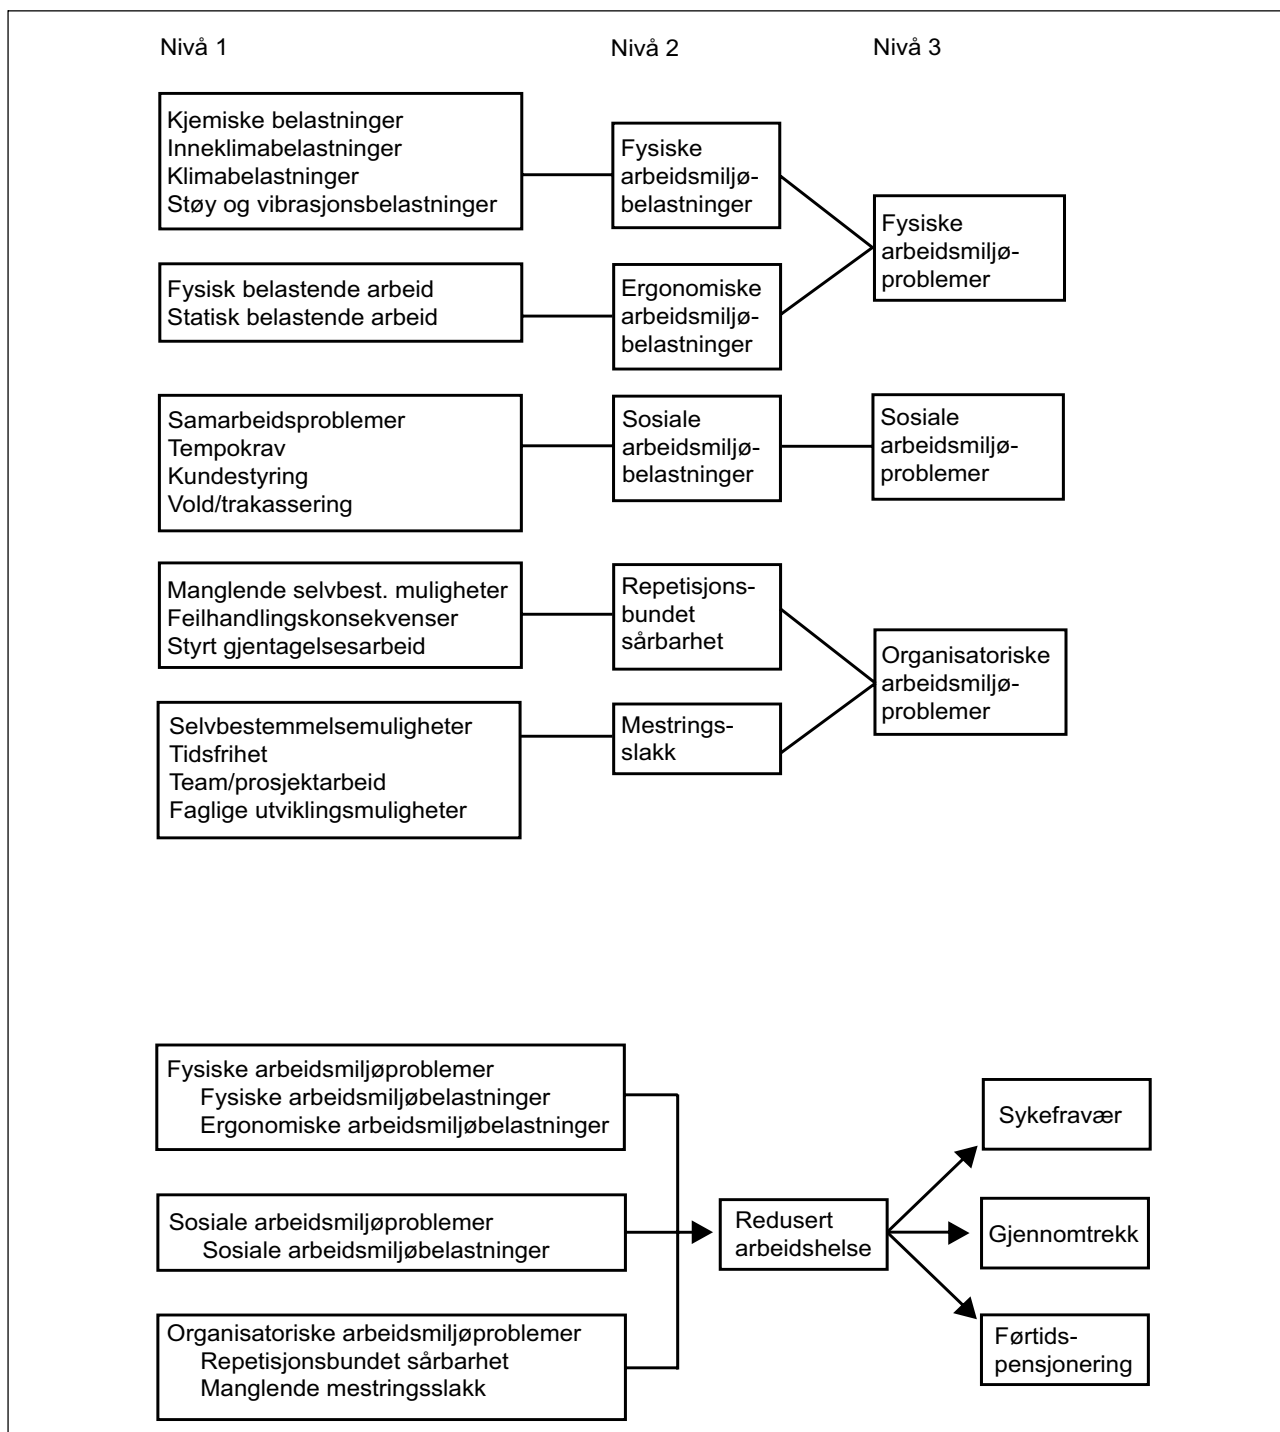 Nivå 1
Nivå 2
Nivå 3
Kjemiske belastninger
Inneklimabelastninger
Klimabelastninger
Støy og vibrasjonsbelastninger
Fysiske
arbeidsmiljø-
belastninger
Fysiske
arbeidsmiljø-
problemer
Fysisk belastende arbeid
Statisk belastende arbeid
Ergonomiske
arbeidsmiljø-
belastninger
Samarbeidsproblemer
Tempokrav
Kundestyring
Vold/trakassering
Sosiale
arbeidsmiljø-
belastninger
Sosiale
arbeidsmiljø-
problemer
Manglende selvbest. muligheter
Feilhandlingskonsekvenser
Styrt gjentagelsesarbeid
Repetisjons-
bundet
sårbarhet
Organisatoriske
arbeidsmiljø-
problemer
Selvbestemmelsemuligheter
Tidsfrihet
Team/prosjektarbeid
Faglige utviklingsmuligheter
Mestrings-
slakk
Fysiske arbeidsmiljøproblemer
Fysiske arbeidsmiljøbelastninger
Ergonomiske arbeidsmiljøbelastninger
Sosiale arbeidsmiljøproblemer
Sosiale arbeidsmiljøbelastninger
Organisatoriske arbeidsmiljøproblemer
Repetisjonsbundet sårbarhet
Manglende mestringsslakk
Redusert
arbeidshelse
Sykefravær
Gjennomtrekk
Førtids-
pensjonering